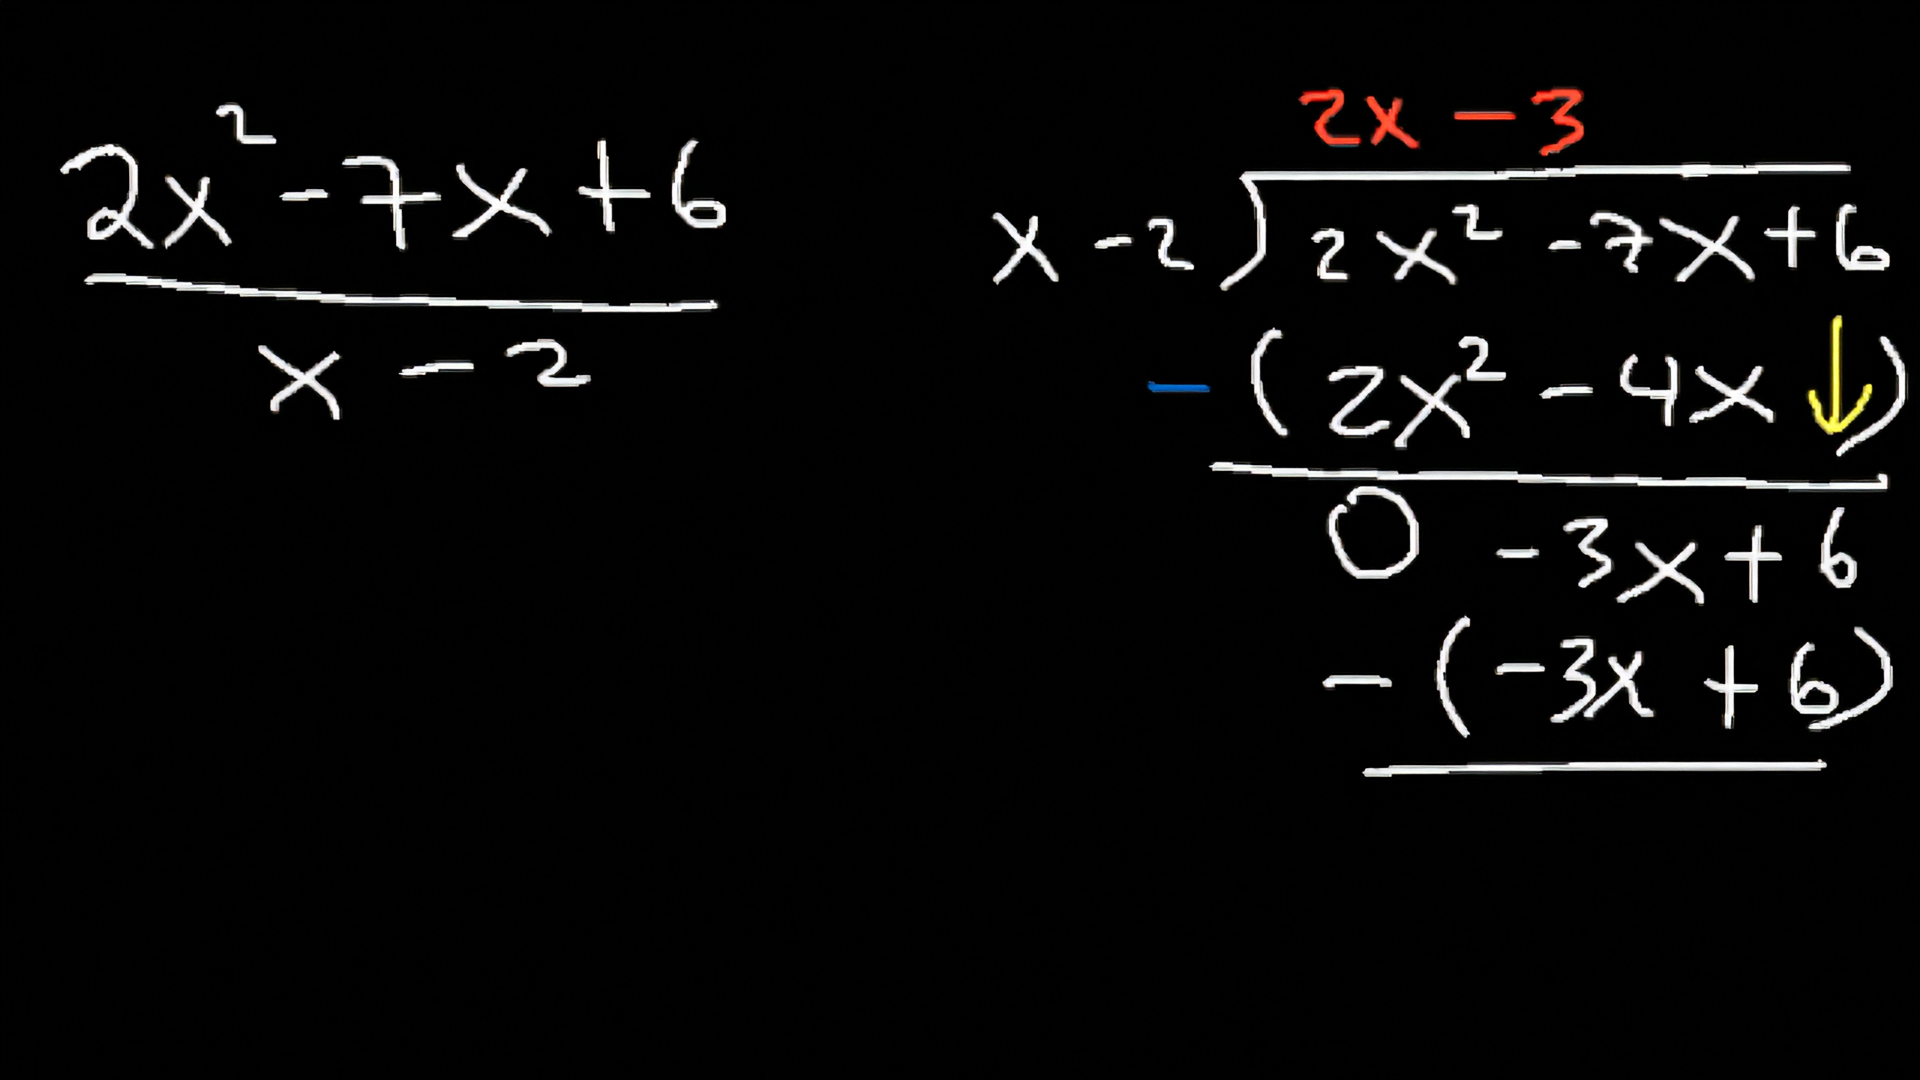 2x² - 7x + 6
x - 2
2x - 3
x - 2 ) 2x² - 7x + 6
- ( 2x² - 4x ↓ )
0 - 3x + 6
- ( -3x + 6 )